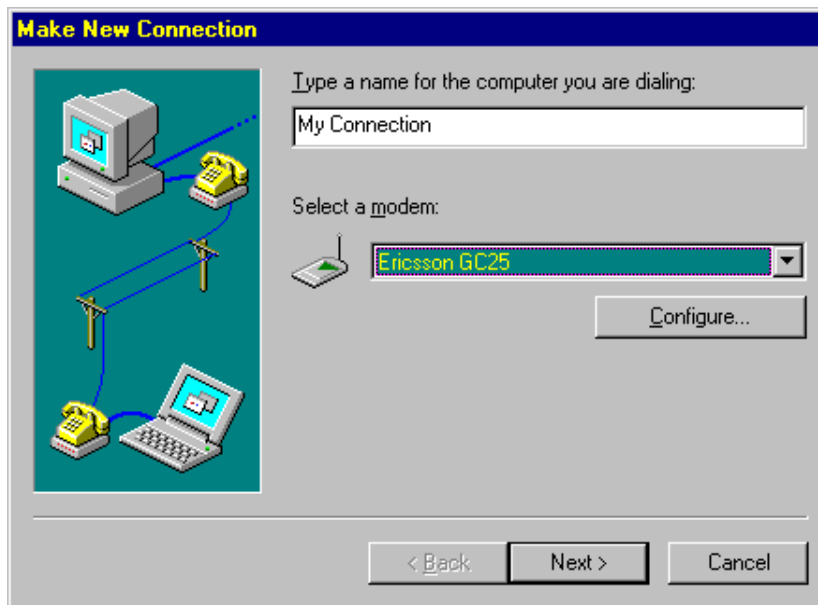 Make New Connection
Type a name for the computer you are dialing:
My Connection
Select a modem:
Ericsson GC25
Configure...
< Back
Next >
Cancel